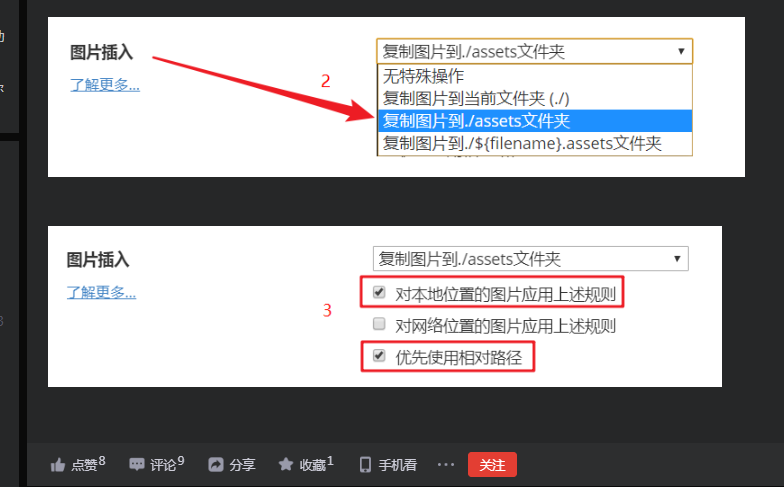 图片插入
复制图片到./assets文件夹
了解更多...
2
无特殊操作
复制图片到当前文件夹 (./)
复制图片到./assets文件夹
复制图片到./${filename}.assets文件夹
图片插入
复制图片到./assets文件夹
了解更多...
3
对本地位置的图片应用上述规则
对网络位置的图片应用上述规则
优先使用相对路径
点赞8 评论9 分享 收藏1 手机看 ··· 关注